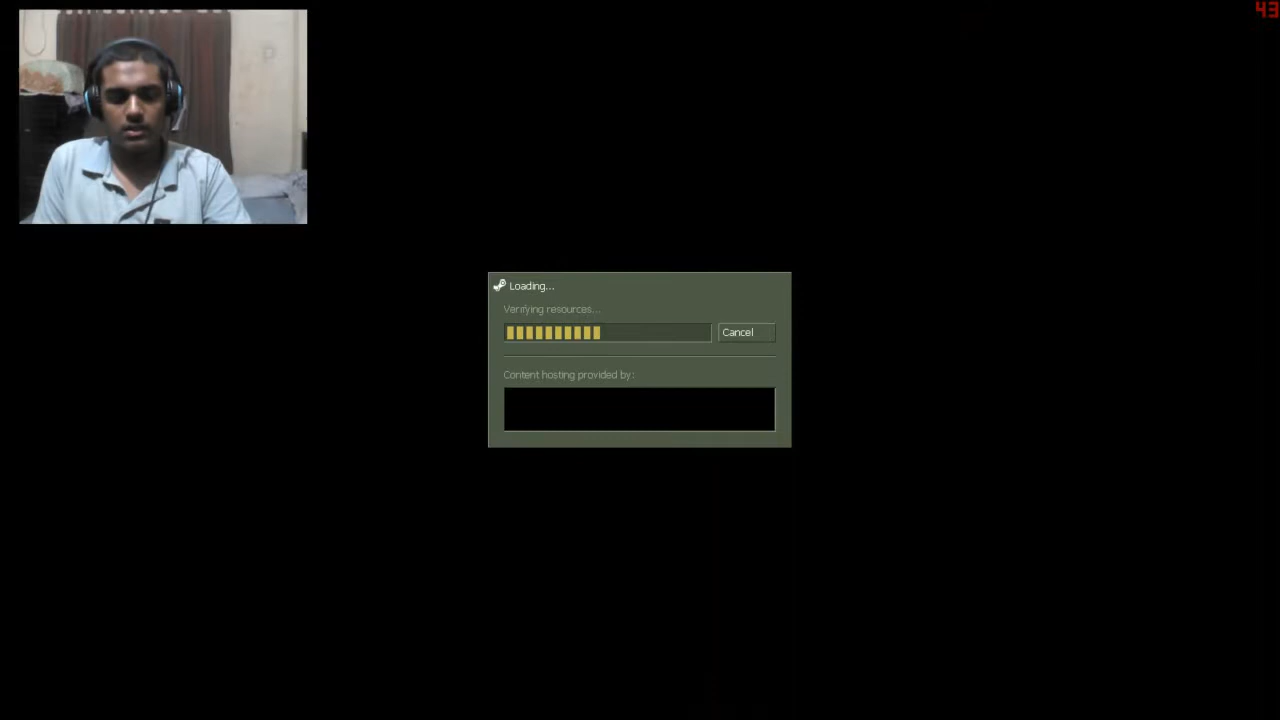 43
Loading...
Verifying resources...
Cancel
Content hosting provided by: